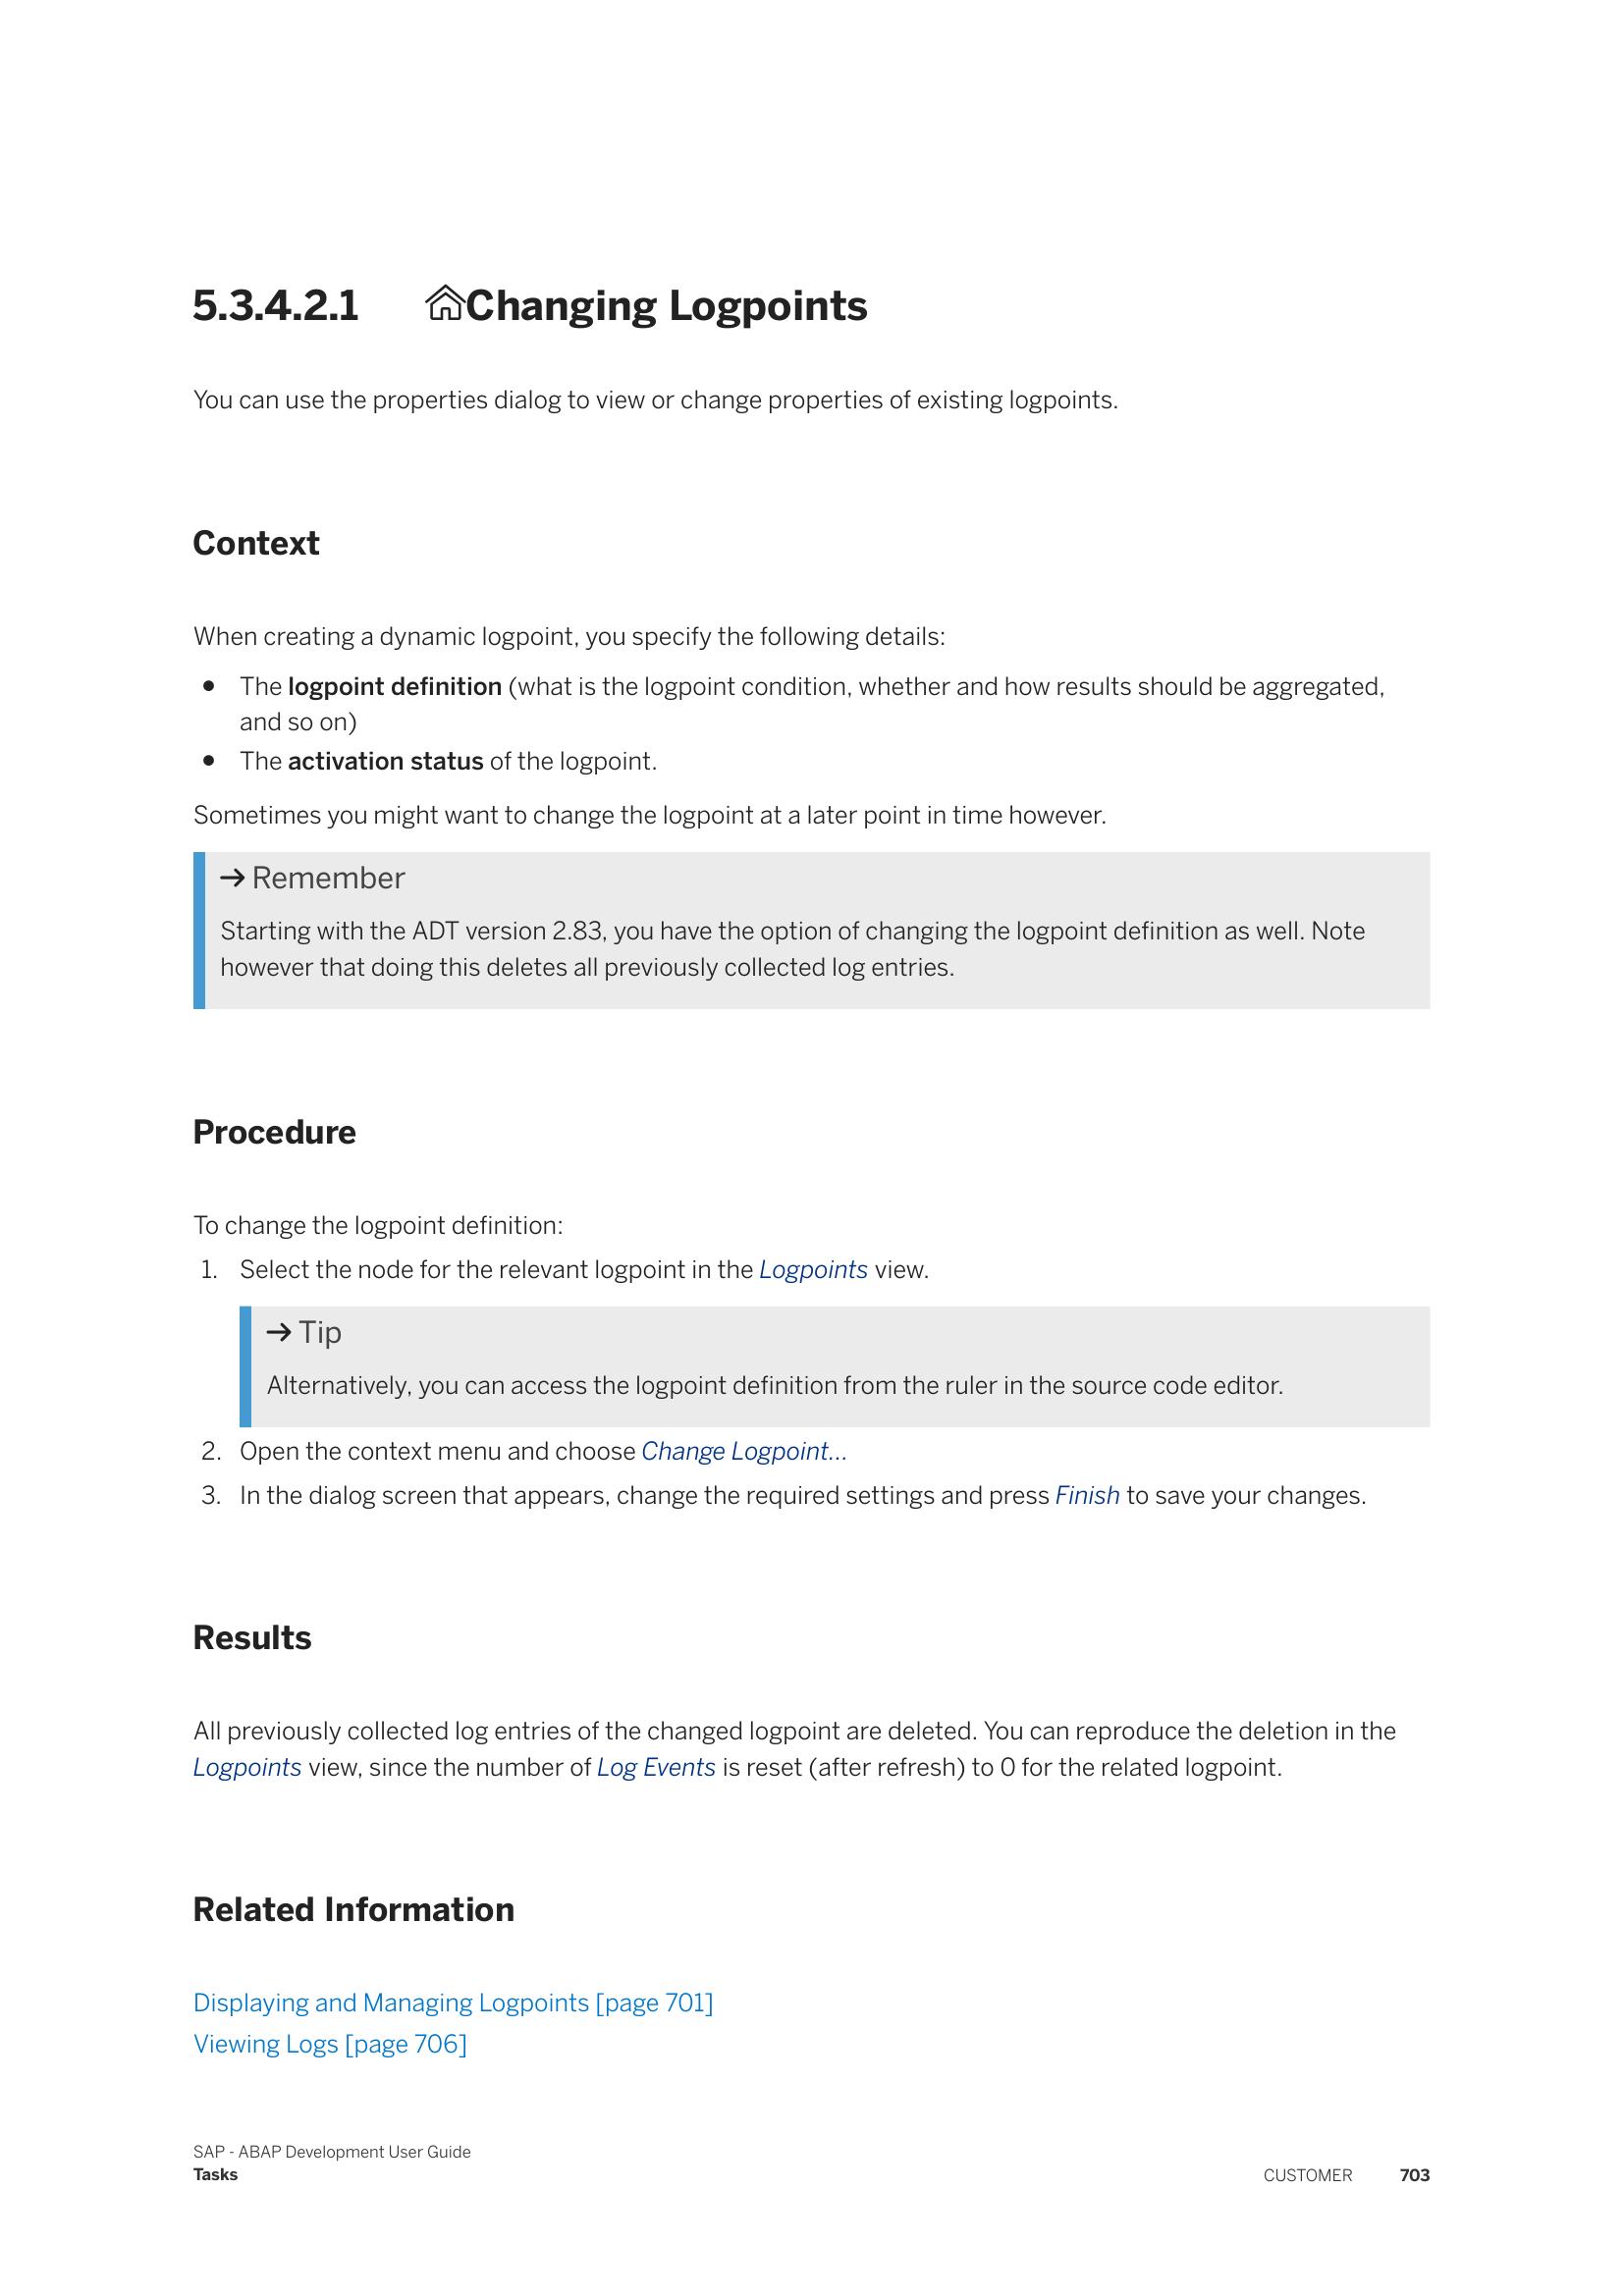 5.3.4.2.1 Changing Logpoints
You can use the properties dialog to view or change properties of existing logpoints.
Context
When creating a dynamic logpoint, you specify the following details:
• The logpoint definition (what is the logpoint condition, whether and how results should be aggregated,
and so on)
• The activation status of the logpoint.
Sometimes you might want to change the logpoint at a later point in time however.
→ Remember
Starting with the ADT version 2.83, you have the option of changing the logpoint definition as well. Note
however that doing this deletes all previously collected log entries.
Procedure
To change the logpoint definition:
1. Select the node for the relevant logpoint in the Logpoints view.
→ Tip
Alternatively, you can access the logpoint definition from the ruler in the source code editor.
2. Open the context menu and choose Change Logpoint...
3. In the dialog screen that appears, change the required settings and press Finish to save your changes.
Results
All previously collected log entries of the changed logpoint are deleted. You can reproduce the deletion in the
Logpoints view, since the number of Log Events is reset (after refresh) to 0 for the related logpoint.
Related Information
Displaying and Managing Logpoints [page 701]
Viewing Logs [page 706]
SAP - ABAP Development User Guide
Tasks
CUSTOMER 703